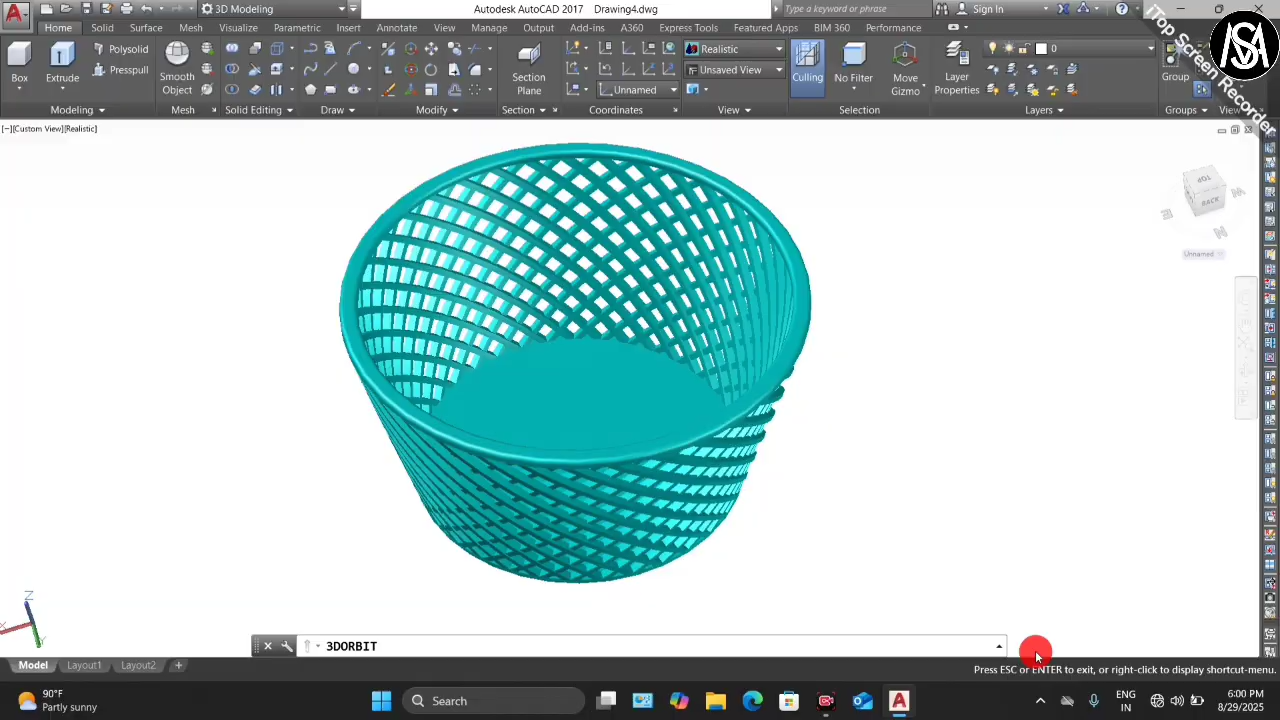 3D Modeling
Autodesk AutoCAD 2017 Drawing4.dwg
Type a keyword or phrase
Sign In
Home Solid Surface Mesh Visualize Parametric Insert Annotate View Manage Output Add-ins A360 Express Tools Featured Apps BIM 360 Performance
Polysolid
Presspull
Box
Extrude
Smooth
Object
Section
Plane
Realistic
Unsaved View
Unnamed
Culling
No Filter
Move
Gizmo
Layer
Properties
0
Group
Modeling
Mesh
Solid Editing
Draw
Modify
Section
Coordinates
View
Selection
Layers
Groups
View
iTop Screen Recorder
[−][Custom View][Realistic]
TOP
BACK
E
N
W
Unnamed
Z
X
Y
3DORBIT
Model Layout1 Layout2 +
Press ESC or ENTER to exit, or right-click to display shortcut-menu.
90°F
Partly sunny
Search
ENG
IN
6:00 PM
8/29/2025